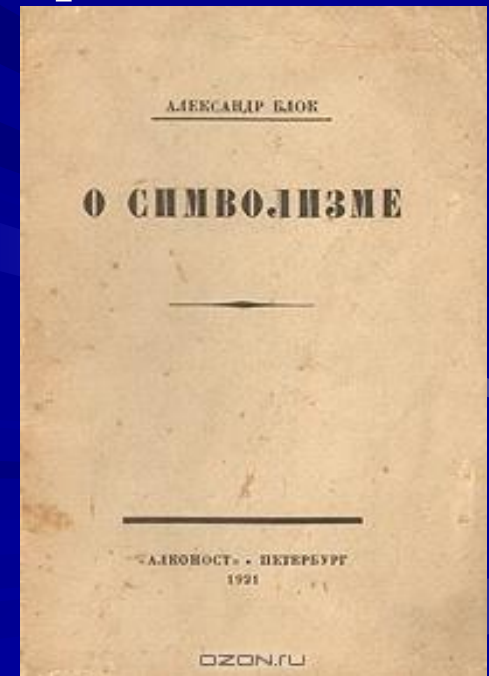 АЛЕКСАНДР БЛОК
О СИМВОЛИЗМЕ
«АЛКОНОСТ» • ПЕТЕРБУРГ
1921
OZON.RU